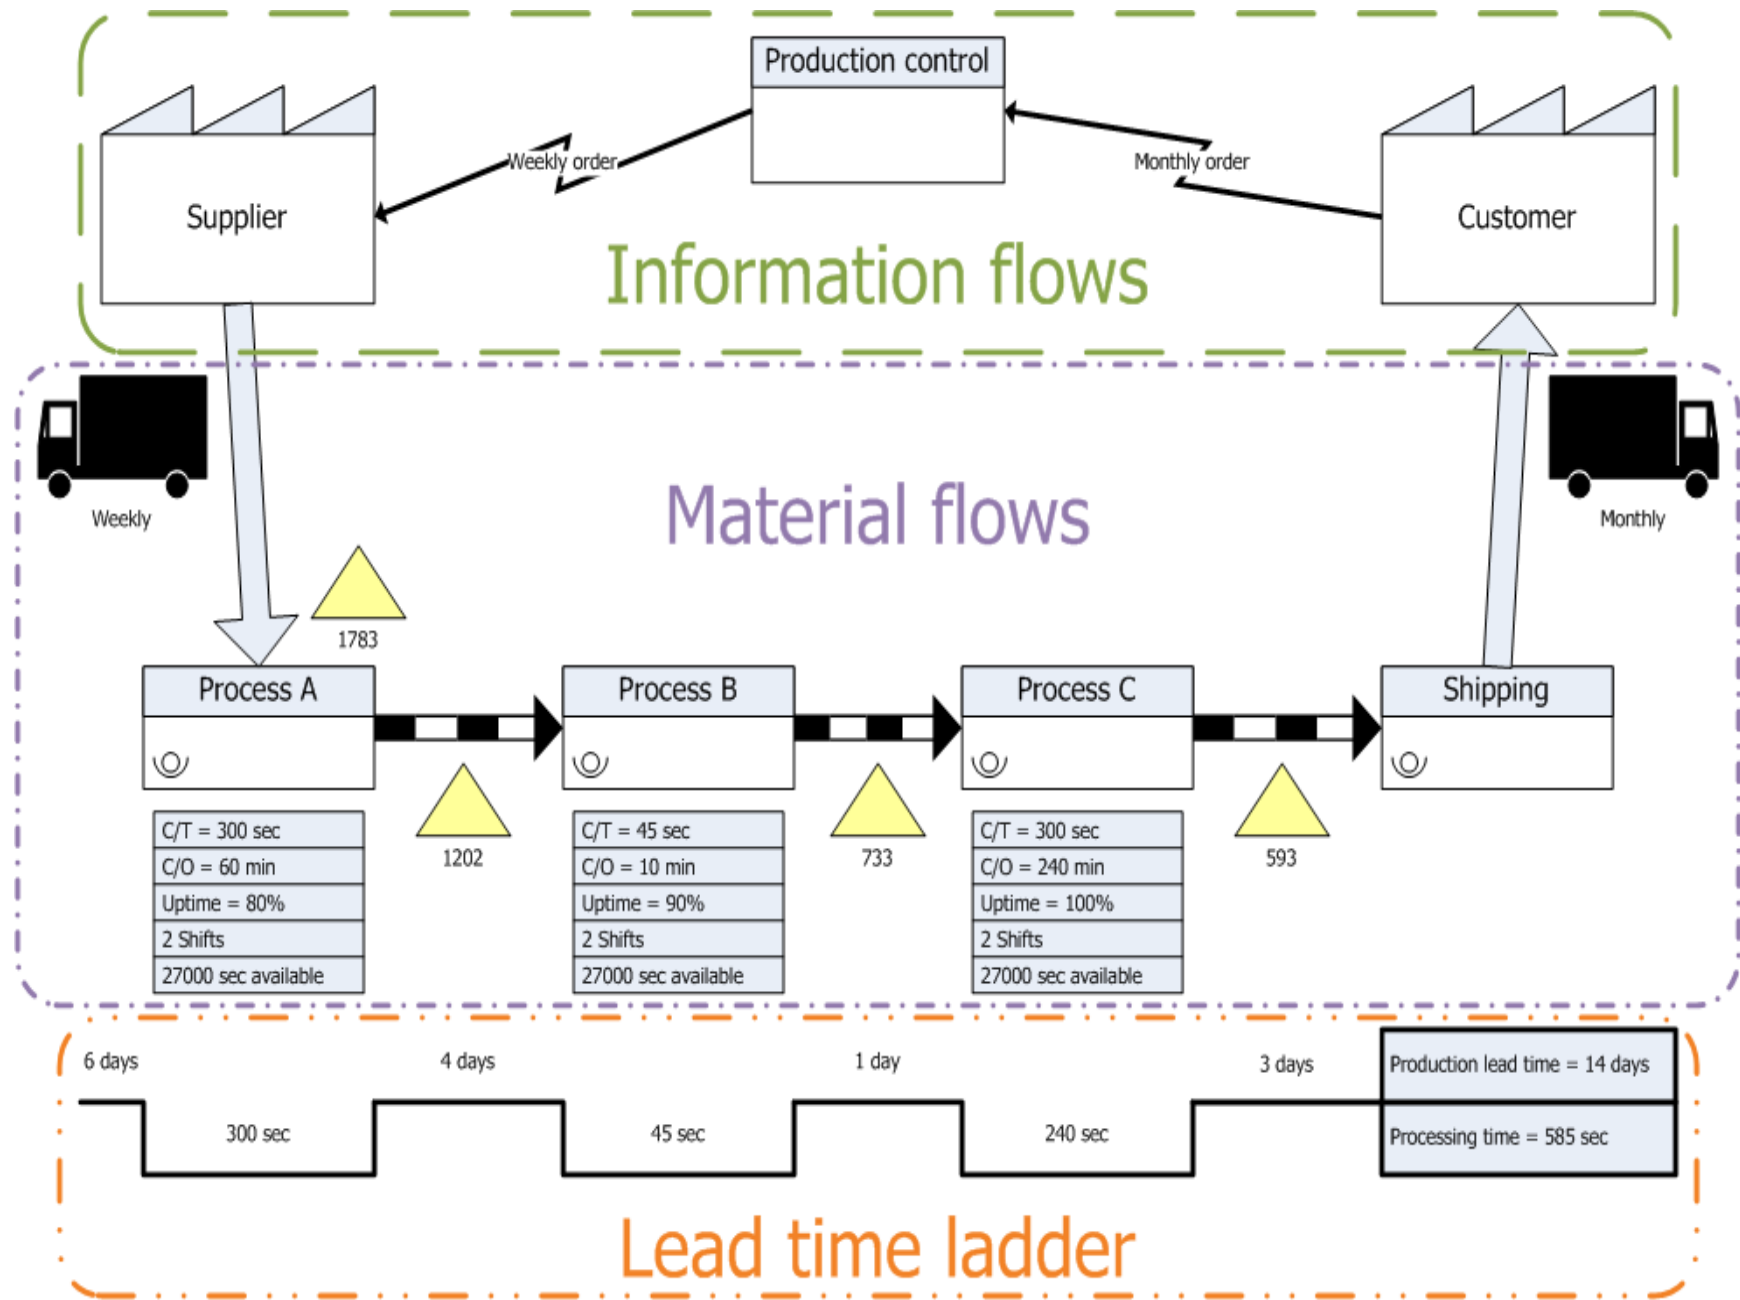 Production control
Weekly order
Monthly order
Supplier
Customer
Information flows
Weekly
Material flows
Monthly
1783
Process A
Process B
Process C
Shipping
C/T = 300 sec
C/O = 60 min
Uptime = 80%
2 Shifts
27000 sec available
1202
C/T = 45 sec
C/O = 10 min
Uptime = 90%
2 Shifts
27000 sec available
733
C/T = 300 sec
C/O = 240 min
Uptime = 100%
2 Shifts
27000 sec available
593
6 days
4 days
1 day
3 days
Production lead time = 14 days
300 sec
45 sec
240 sec
Processing time = 585 sec
Lead time ladder